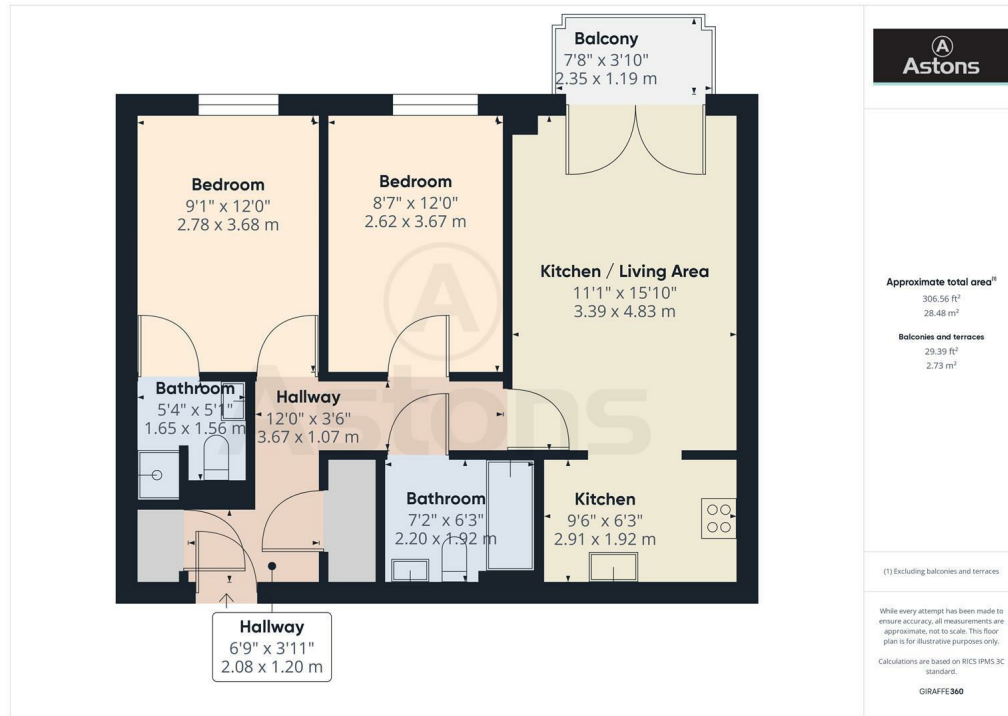 Balcony
7'8" x 3'10"
2.35 x 1.19 m
Bedroom
9'1" x 12'0"
2.78 x 3.68 m
Bedroom
8'7" x 12'0"
2.62 x 3.67 m
Kitchen / Living Area
11'1" x 15'10"
3.39 x 4.83 m
Bathroom
5'4" x 5'1"
1.65 x 1.56 m
Hallway
12'0" x 3'6"
3.67 x 1.07 m
Bathroom
7'2" x 6'3"
2.20 x 1.92 m
Kitchen
9'6" x 6'3"
2.91 x 1.92 m
Hallway
6'9" x 3'11"
2.08 x 1.20 m
A
Astons
A
Astons
Approximate total area⁽¹⁾
306.56 ft²
28.48 m²
Balconies and terraces
29.39 ft²
2.73 m²
(1) Excluding balconies and terraces
While every attempt has been made to
ensure accuracy, all measurements are
approximate, not to scale. This floor
plan is for illustrative purposes only.
Calculations are based on RICS IPMS 3C
standard.
GIRAFFE360